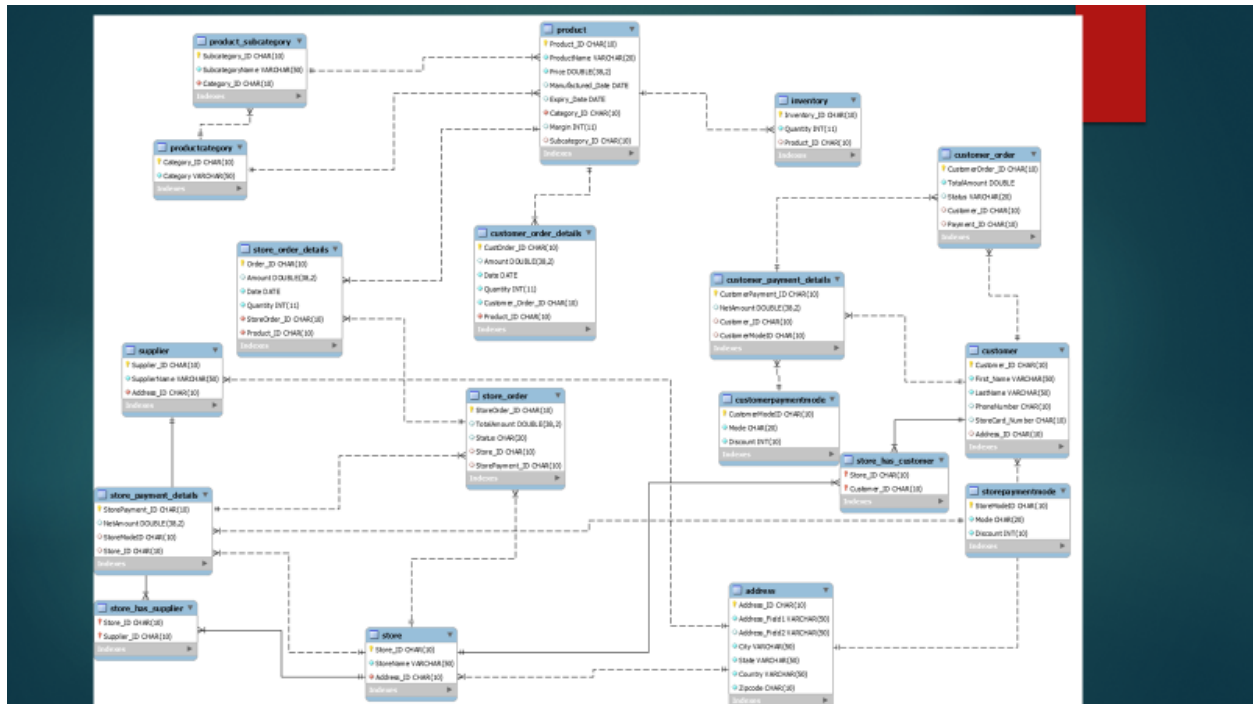 product_subcategory
Subcategory_ID CHAR(10)
SubcategoryName VARCHAR(50)
Category_ID CHAR(10)
Indexes
productcategory
Category_ID CHAR(10)
Category VARCHAR(50)
Indexes
product
Product_ID CHAR(10)
ProductName VARCHAR(20)
Price DOUBLE(38,2)
Manufactured_Date DATE
Expiry_Date DATE
Category_ID CHAR(10)
Margin INT(11)
Subcategory_ID CHAR(10)
Indexes
inventory
Inventory_ID CHAR(10)
Quantity INT(11)
Product_ID CHAR(10)
Indexes
customer_order
CustomerOrder_ID CHAR(10)
TotalAmount DOUBLE
Status VARCHAR(20)
Customer_ID CHAR(10)
Payment_ID CHAR(10)
Indexes
store_order_details
Order_ID CHAR(10)
Amount DOUBLE(38,2)
Date DATE
Quantity INT(11)
StoreOrder_ID CHAR(10)
Product_ID CHAR(10)
Indexes
customer_order_details
CustOrder_ID CHAR(10)
Amount DOUBLE(38,2)
Date DATE
Quantity INT(11)
Customer_Order_ID CHAR(10)
Product_ID CHAR(10)
Indexes
customer_payment_details
CustomerPayment_ID CHAR(10)
NetAmount DOUBLE(38,2)
Customer_ID CHAR(10)
CustomerModeID CHAR(10)
Indexes
supplier
Supplier_ID CHAR(10)
SupplierName VARCHAR(50)
Address_ID CHAR(10)
Indexes
customer
Customer_ID CHAR(10)
First_Name VARCHAR(50)
LastName VARCHAR(50)
PhoneNumber CHAR(10)
StoreCard_Number CHAR(10)
Address_ID CHAR(10)
Indexes
store_order
StoreOrder_ID CHAR(10)
TotalAmount DOUBLE(38,2)
Status CHAR(20)
Store_ID CHAR(10)
StorePayment_ID CHAR(10)
Indexes
customerpaymentmode
CustomerModeID CHAR(10)
Mode CHAR(20)
Discount INT(10)
Indexes
store_has_customer
Store_ID CHAR(10)
Customer_ID CHAR(10)
Indexes
store_payment_details
StorePayment_ID CHAR(10)
NetAmount DOUBLE(38,2)
StoreModeID CHAR(10)
Store_ID CHAR(10)
Indexes
storepaymentmode
StoreModeID CHAR(10)
Mode CHAR(20)
Discount INT(10)
Indexes
store_has_supplier
Store_ID CHAR(10)
Supplier_ID CHAR(10)
Indexes
store
Store_ID CHAR(10)
StoreName VARCHAR(50)
Address_ID CHAR(10)
Indexes
address
Address_ID CHAR(10)
Address_Field1 VARCHAR(50)
Address_Field2 VARCHAR(50)
City VARCHAR(50)
State VARCHAR(50)
Country VARCHAR(50)
Zipcode CHAR(10)
Indexes